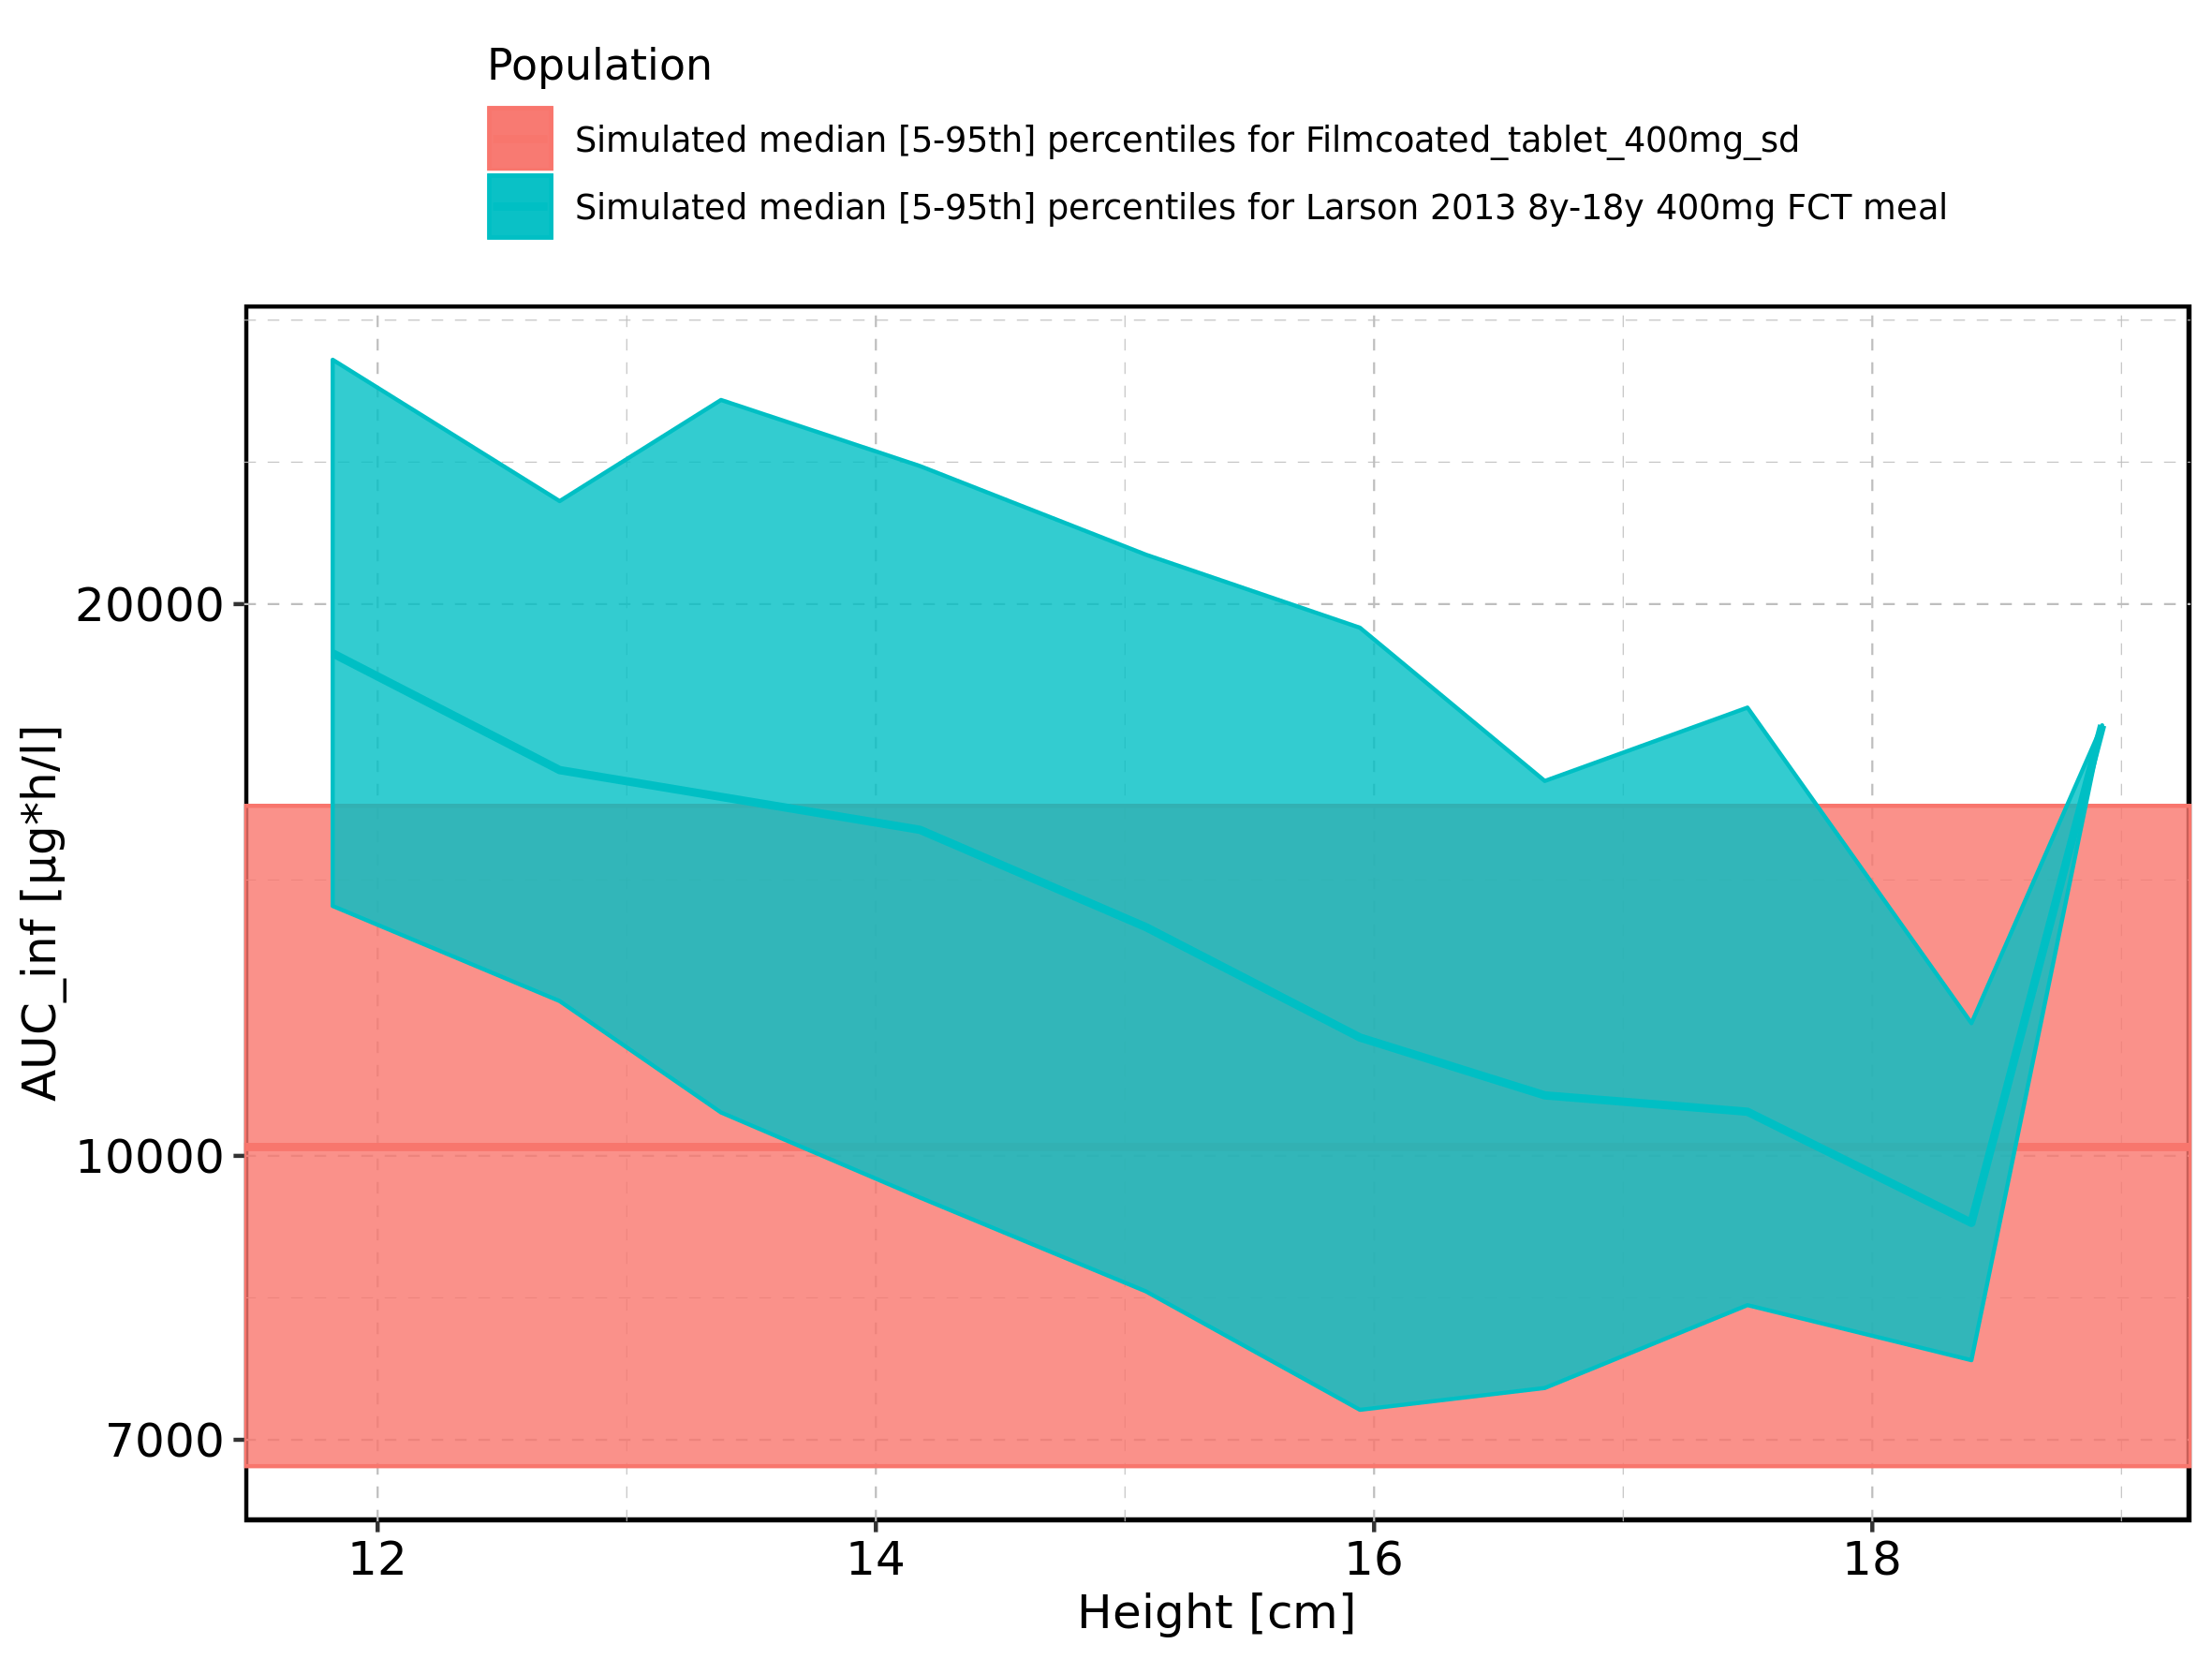 Population
Simulated median [5-95th] percentiles for Filmcoated_tablet_400mg_sd
Simulated median [5-95th] percentiles for Larson 2013 8y-18y 400mg FCT meal
20000
10000
7000
AUC_inf [µg*h/l]
12 14 16 18
Height [cm]